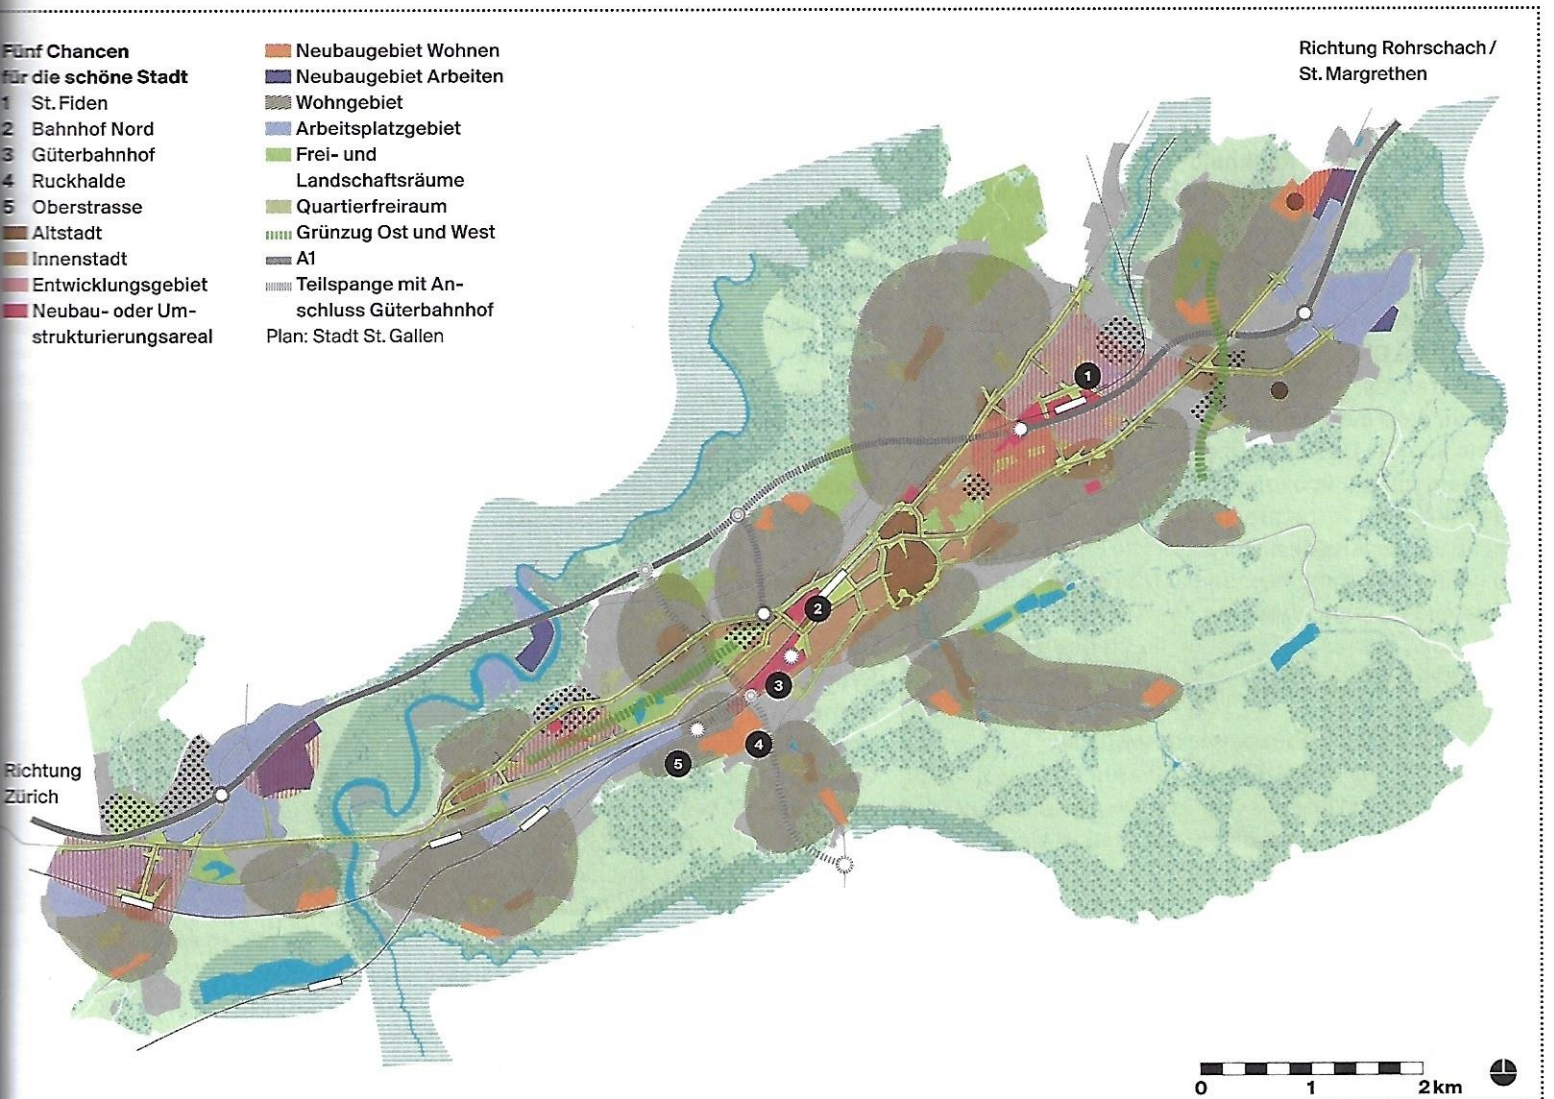 Fünf Chancen
für die schöne Stadt
1 St. Fiden
2 Bahnhof Nord
3 Güterbahnhof
4 Ruckhalde
5 Oberstrasse
Altstadt
Innenstadt
Entwicklungsgebiet
Neubau- oder Um-
strukturierungsareal
Neubaugebiet Wohnen
Neubaugebiet Arbeiten
Wohngebiet
Arbeitsplatzgebiet
Frei- und
Landschaftsräume
Quartierfreiraum
Grünzug Ost und West
A1
Teilspange mit An-
schluss Güterbahnhof
Plan: Stadt St. Gallen
Richtung Rohrschach /
St. Margrethen
1
2
3
4
5
Richtung
Zürich
0 1 2 km